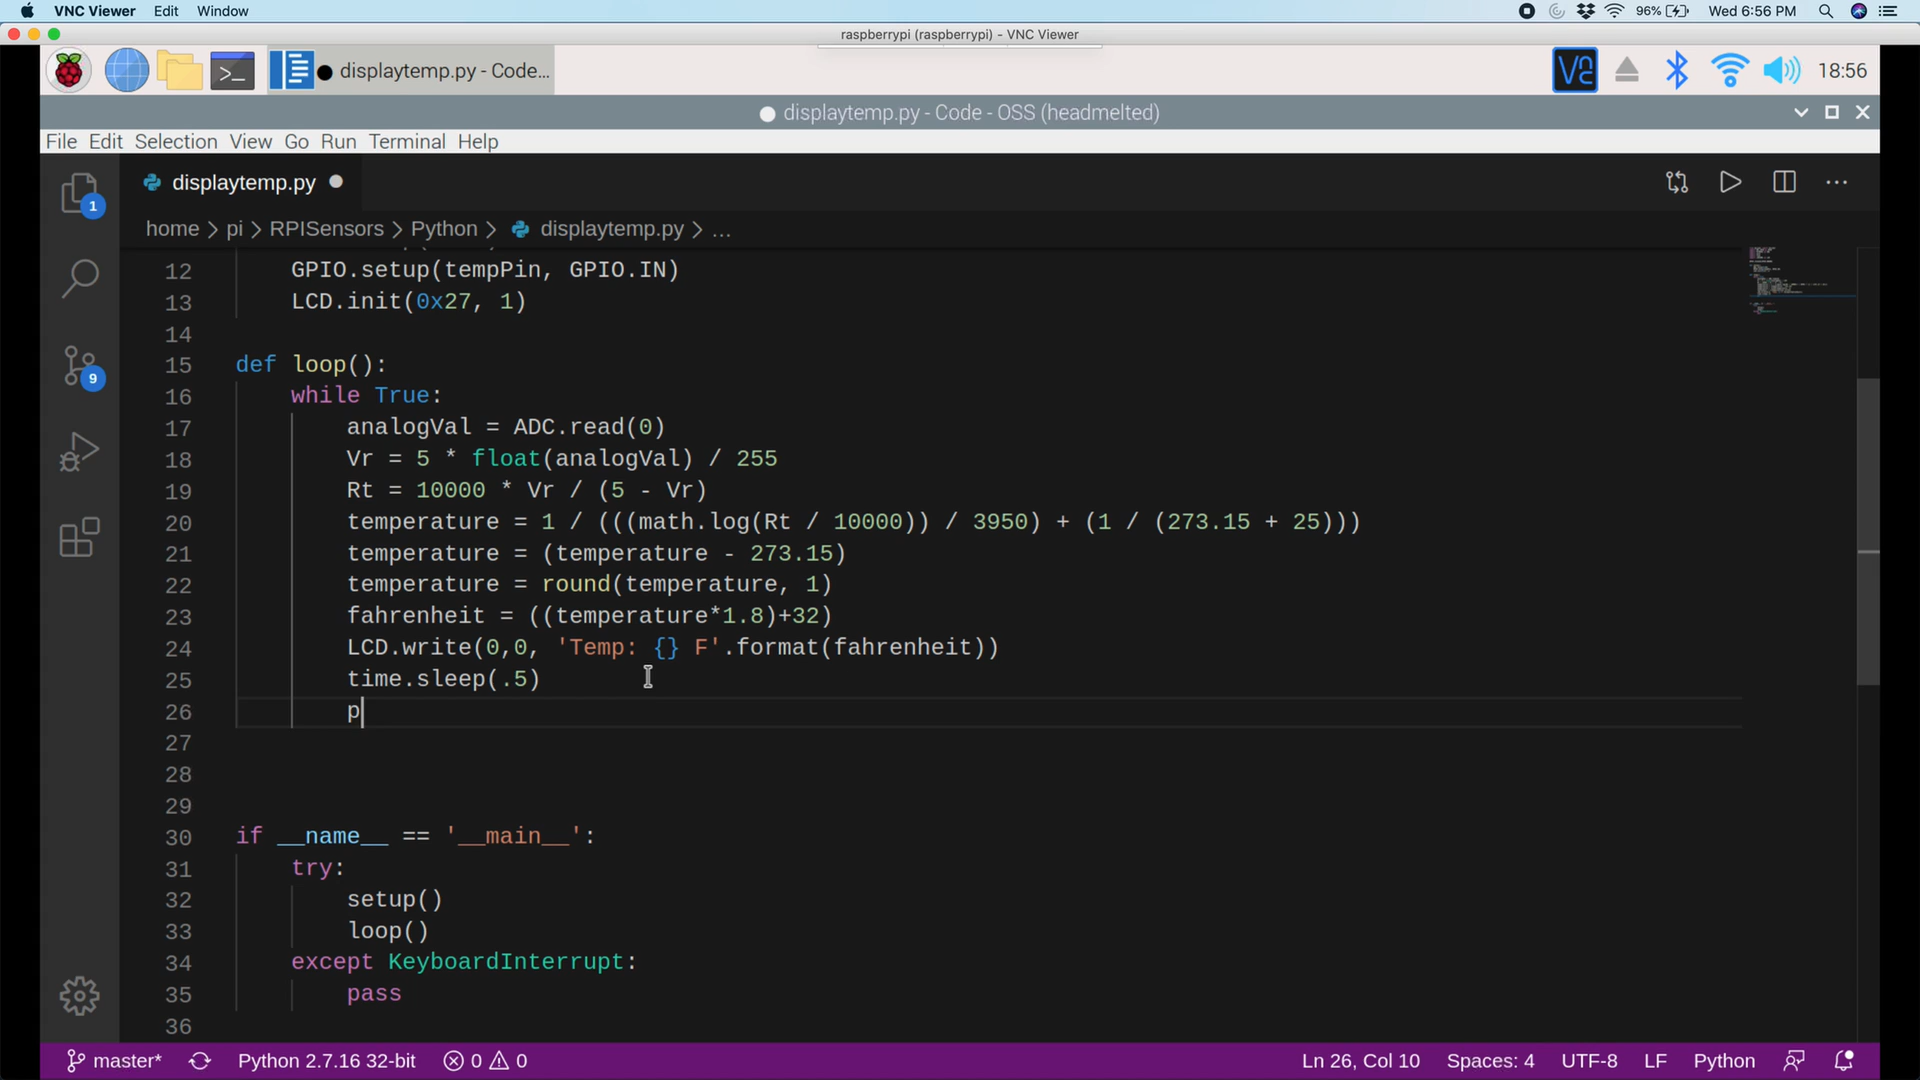 VNC Viewer Edit Window 96% Wed 6:56 PM
raspberrypi (raspberrypi) - VNC Viewer
displaytemp.py - Code... 18:56
displaytemp.py - Code - OSS (headmelted)
File Edit Selection View Go Run Terminal Help
1 displaytemp.py
home > pi > RPISensors > Python > displaytemp.py > ...
12 GPIO.setup(tempPin, GPIO.IN)
13 LCD.init(0x27, 1)
14
15 def loop():
16 while True:
17 analogVal = ADC.read(0)
18 Vr = 5 * float(analogVal) / 255
19 Rt = 10000 * Vr / (5 - Vr)
20 temperature = 1 / (((math.log(Rt / 10000)) / 3950) + (1 / (273.15 + 25)))
21 temperature = (temperature - 273.15)
22 temperature = round(temperature, 1)
23 fahrenheit = ((temperature*1.8)+32)
24 LCD.write(0,0, 'Temp: {} F'.format(fahrenheit))
25 time.sleep(.5)
26 p
27
28
29
30 if __name__ == '__main__':
31 try:
32 setup()
33 loop()
34 except KeyboardInterrupt:
35 pass
36
9
master* Python 2.7.16 32-bit 0 0 Ln 26, Col 10 Spaces: 4 UTF-8 LF Python